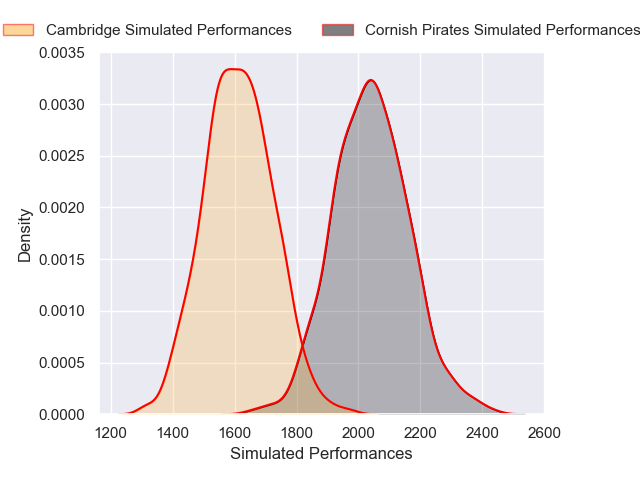 Cambridge Simulated Performances
Cornish Pirates Simulated Performances
0.0035
0.0030
0.0025
0.0020
0.0015
0.0010
0.0005
0.0000
Density
1200 1400 1600 1800 2000 2200 2400 2600
Simulated Performances